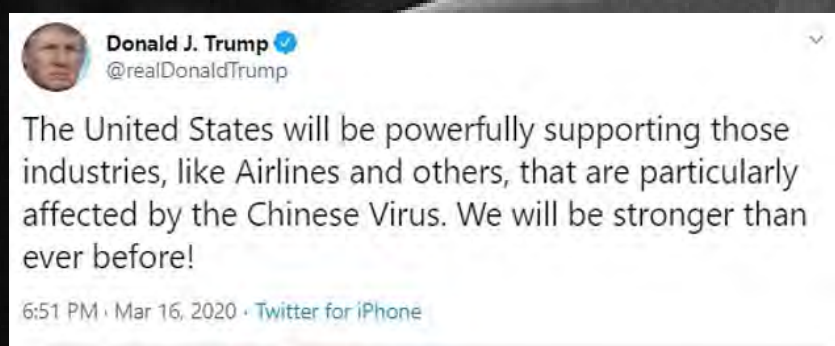 Donald J. Trump
@realDonaldTrump
The United States will be powerfully supporting those
industries, like Airlines and others, that are particularly
affected by the Chinese Virus. We will be stronger than
ever before!
6:51 PM · Mar 16, 2020 · Twitter for iPhone